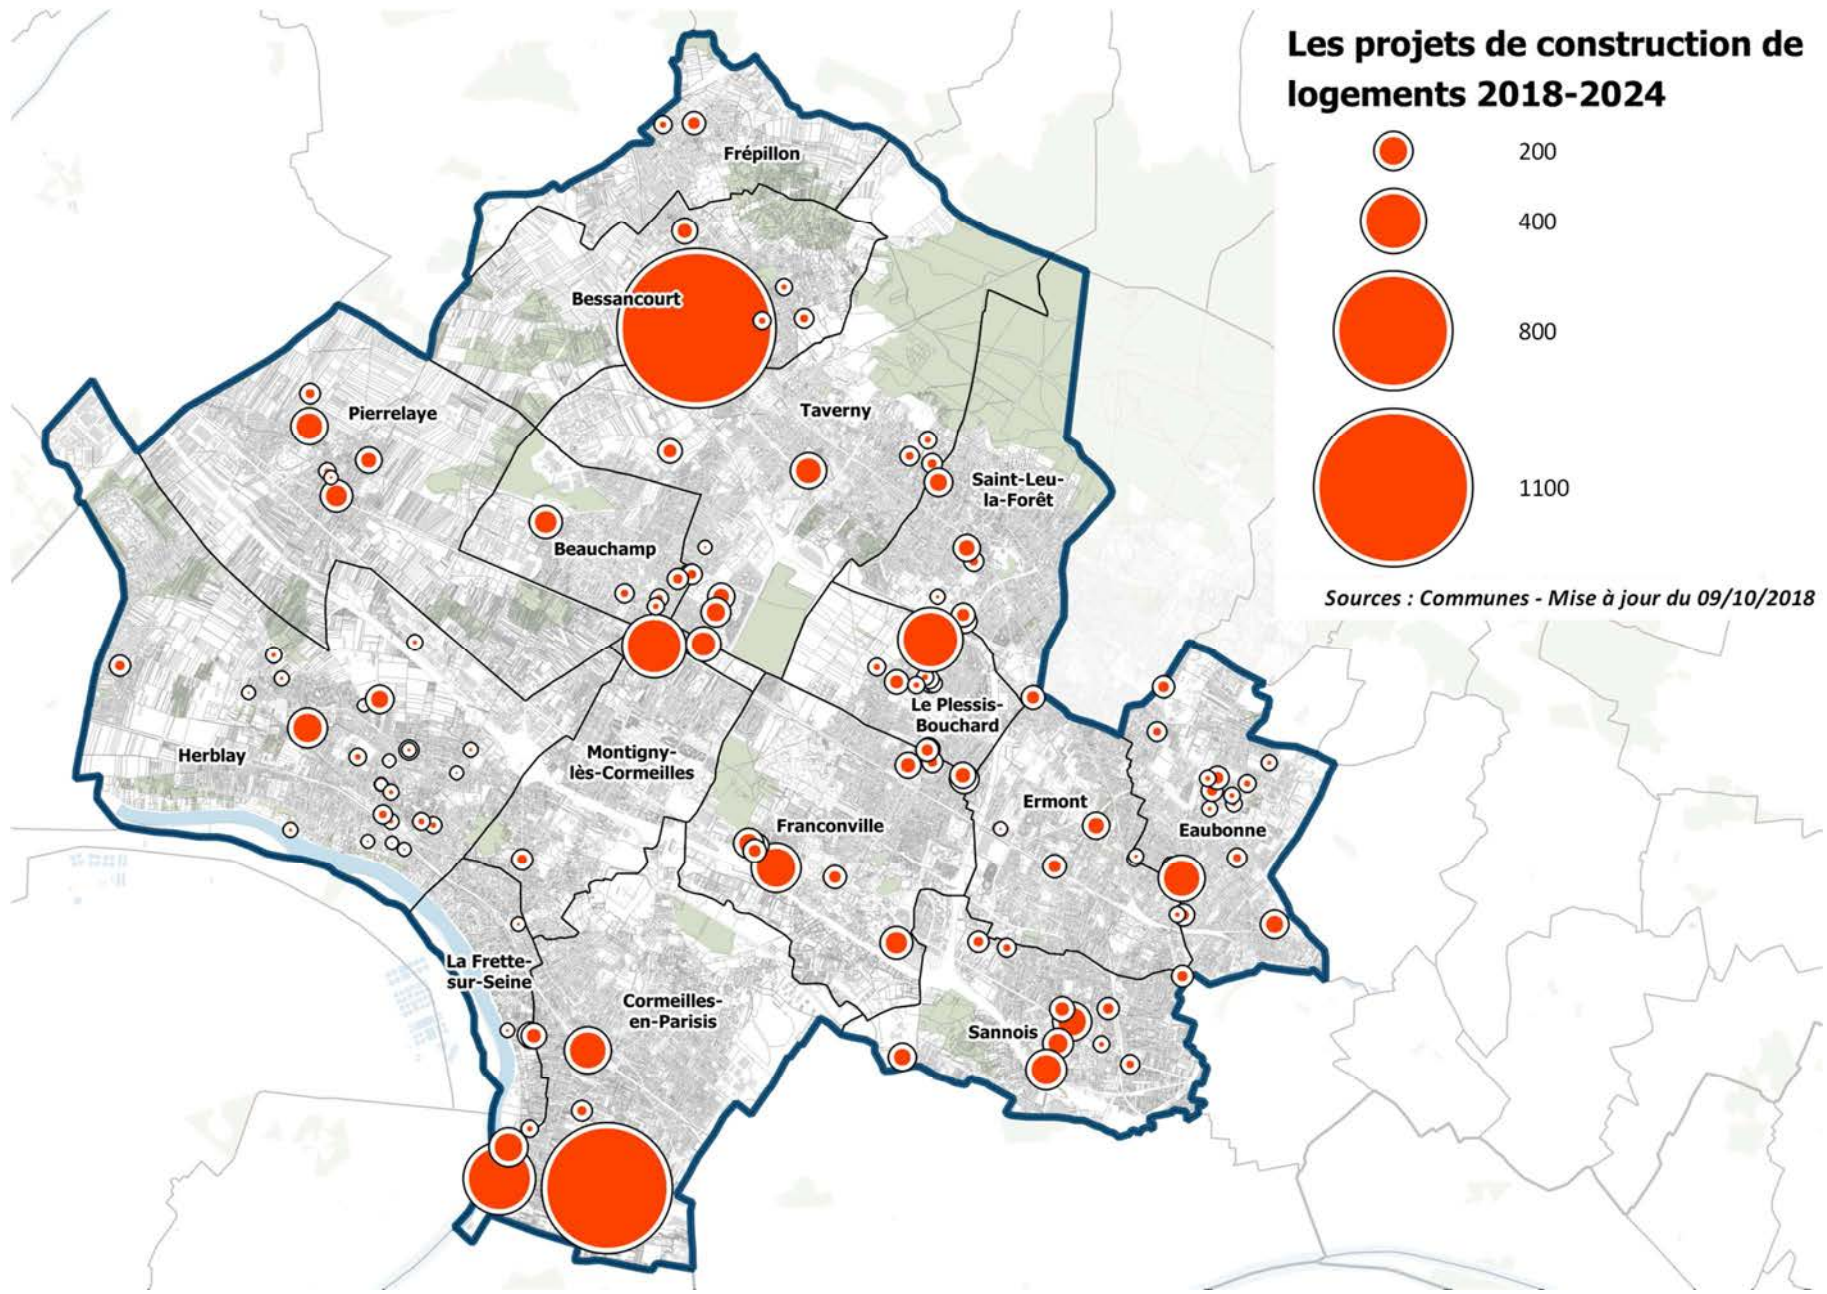 Les projets de construction de
logements 2018-2024
200
400
800
1100
Sources : Communes - Mise à jour du 09/10/2018
Frépillon
Bessancourt
Pierrelaye
Taverny
Saint-Leu-
la-Forêt
Beauchamp
Le Plessis-
Bouchard
Herblay
Montigny-
lès-Cormeilles
Franconville
Ermont
Eaubonne
La Frette-
sur-Seine
Cormeilles-
en-Parisis
Sannois